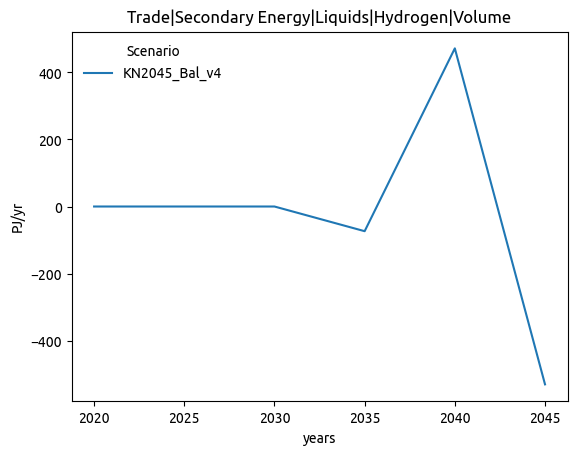 Trade|Secondary Energy|Liquids|Hydrogen|Volume
Scenario
KN2045_Bal_v4
PJ/yr
400
200
0
−200
−400
2020 2025 2030 2035 2040 2045
years